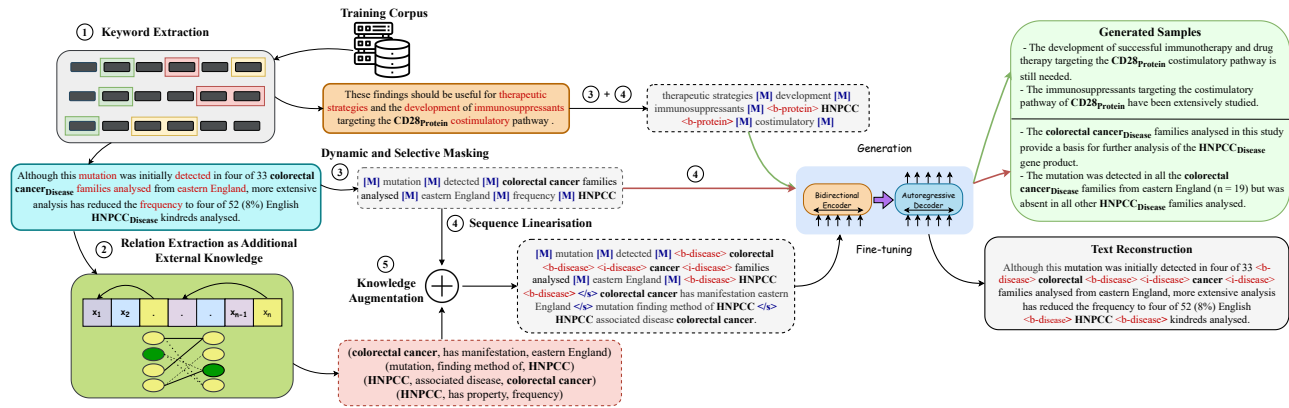 Training Corpus
1 Keyword Extraction
These findings should be useful for therapeutic
strategies and the development of immunosuppressants
targeting the CD28Protein costimulatory pathway .
3 + 4
therapeutic strategies [M] development [M]
immunosuppressants [M] <b-protein> HNPCC
<b-protein> [M] costimulatory [M]
Generated Samples
- The development of successful immunotherapy and drug
therapy targeting the CD28Protein costimulatory pathway is
still needed.
- The immunosuppressants targeting the costimulatory
pathway of CD28Protein have been extensively studied.
- The colorectal cancerDisease families analysed in this study
provide a basis for further analysis of the HNPCCDisease
gene product.
- The mutation was detected in all the colorectal
cancerDisease families from eastern England (n = 19) but was
absent in all other HNPCCDisease families analysed.
Although this mutation was initially detected in four of 33 colorectal
cancerDisease families analysed from eastern England, more extensive
analysis has reduced the frequency to four of 52 (8%) English
HNPCCDisease kindreds analysed.
Dynamic and Selective Masking
3
[M] mutation [M] detected [M] colorectal cancer families
analysed [M] eastern England [M] frequency [M] HNPCC
4
Generation
Bidirectional
Encoder
Autoregressive
Decoder
Fine-tuning
2 Relation Extraction as Additional
External Knowledge
x1 x2 . . . xn-1 xn
4 Sequence Linearisation
5
Knowledge
Augmentation
[M] mutation [M] detected [M] <b-disease> colorectal
<b-disease> <i-disease> cancer <i-disease> families
analysed [M] eastern England [M] <b-disease> HNPCC
<b-disease> </s> colorectal cancer has manifestation eastern
England </s> mutation finding method of HNPCC </s>
HNPCC associated disease colorectal cancer.
(colorectal cancer, has manifestation, eastern England)
(mutation, finding method of, HNPCC)
(HNPCC, associated disease, colorectal cancer)
(HNPCC, has property, frequency)
Text Reconstruction
Although this mutation was initially detected in four of 33 <b-
disease> colorectal <b-disease> <i-disease> cancer <i-disease>
families analysed from eastern England, more extensive analysis
has reduced the frequency to four of 52 (8%) English
<b-disease> HNPCC <b-disease> kindreds analysed.